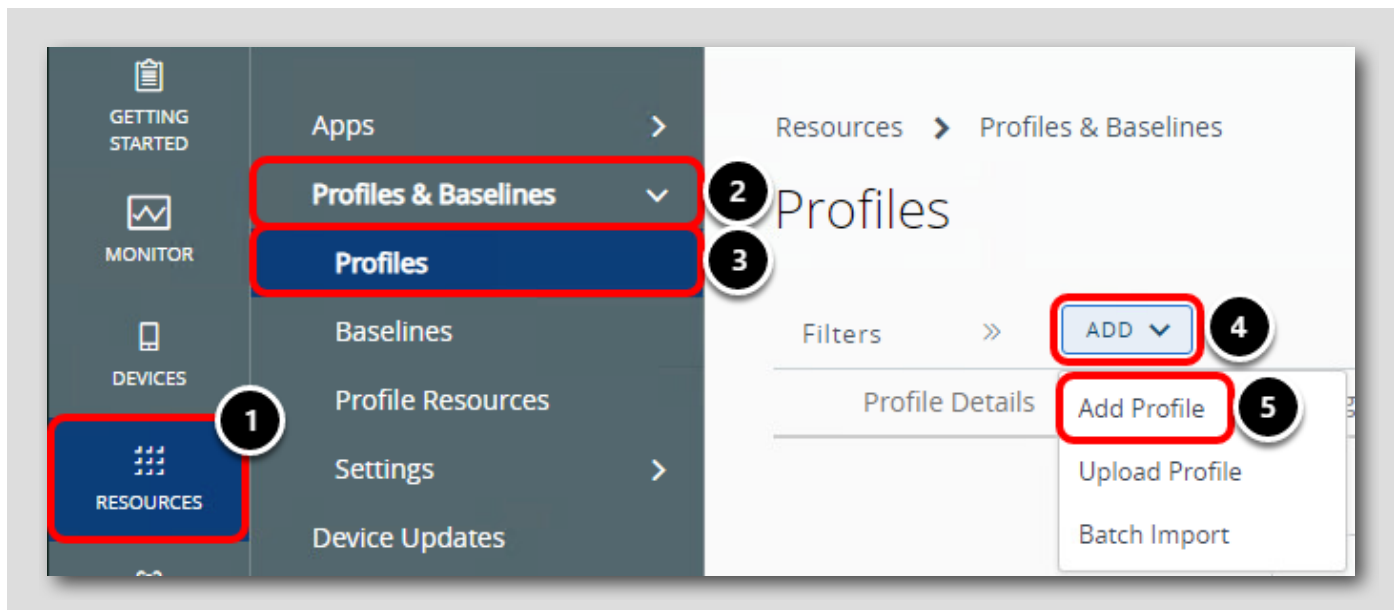 GETTING
STARTED
MONITOR
DEVICES
1
RESOURCES
Apps
Profiles & Baselines
2
Profiles
3
Baselines
Profile Resources
Settings
Device Updates
Resources > Profiles & Baselines
Profiles
Filters » ADD
4
Profile Details
Add Profile
5
Upload Profile
Batch Import